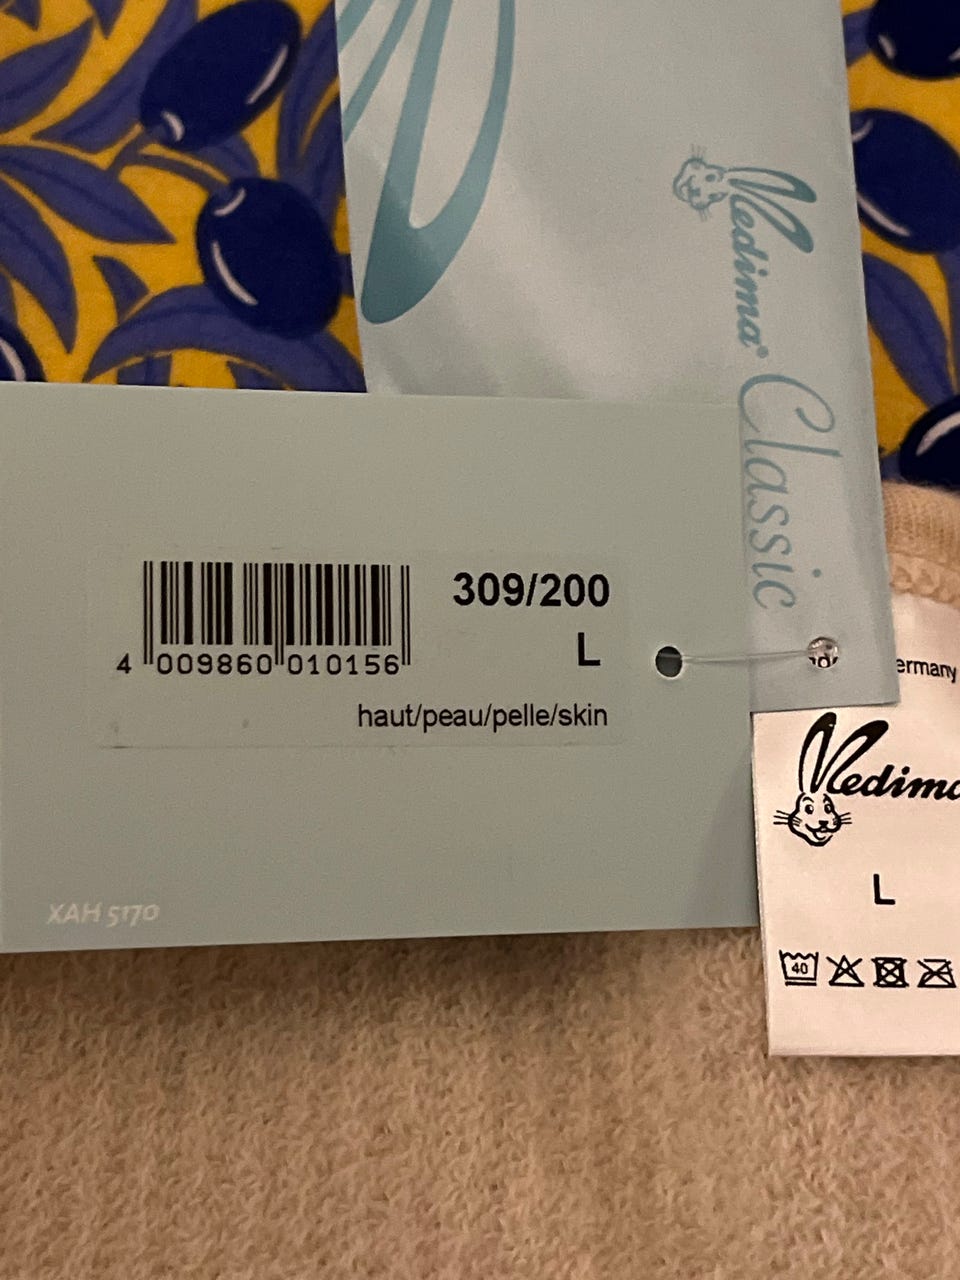 Medima®
Classic
309/200
L
4 009860 010156
haut/peau/pelle/skin
XAH 5170
ermany
Medima
L
40